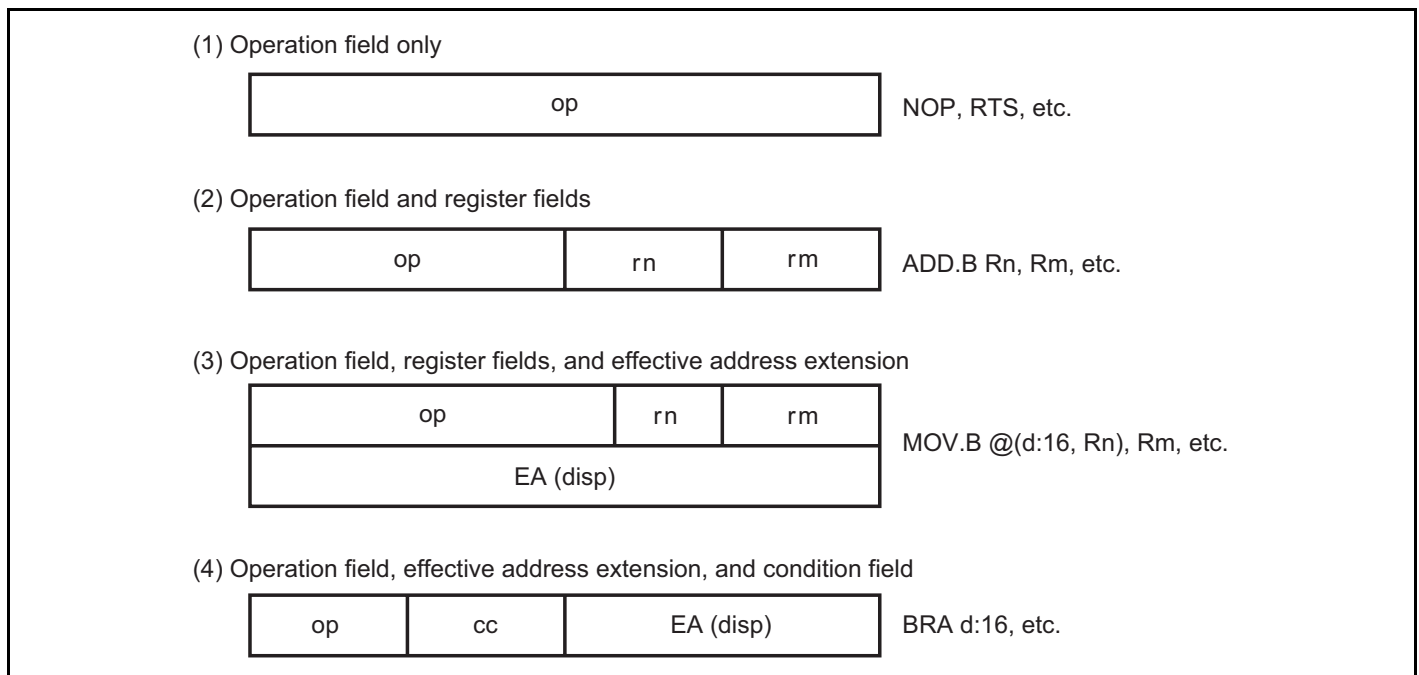 (1) Operation field only
op
NOP, RTS, etc.
(2) Operation field and register fields
op rn rm
ADD.B Rn, Rm, etc.
(3) Operation field, register fields, and effective address extension
op rn rm
EA (disp)
MOV.B @(d:16, Rn), Rm, etc.
(4) Operation field, effective address extension, and condition field
op cc EA (disp)
BRA d:16, etc.